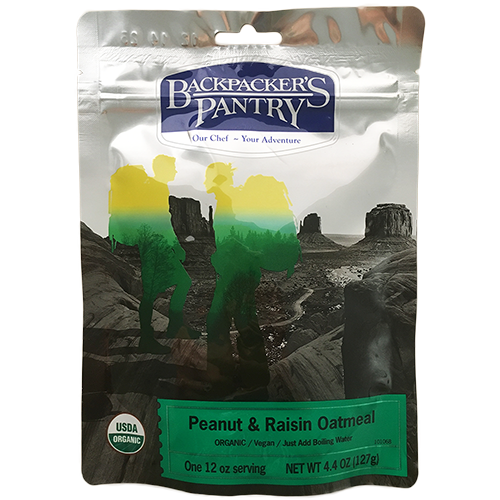 BACKPACKER'S
PANTRY
Our Chef ~ Your Adventure
USDA
ORGANIC
Peanut & Raisin Oatmeal
ORGANIC / Vegan / Just Add Boiling Water
One 12 oz serving NET WT 4.4 OZ (127g)